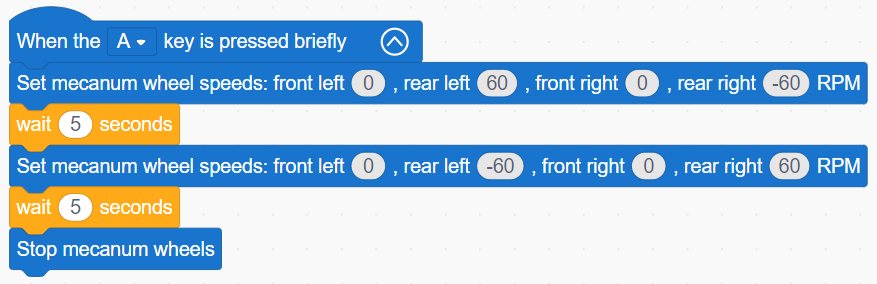 When the A key is pressed briefly
Set mecanum wheel speeds: front left 0 , rear left 60 , front right 0 , rear right -60 RPM
wait 5 seconds
Set mecanum wheel speeds: front left 0 , rear left -60 , front right 0 , rear right 60 RPM
wait 5 seconds
Stop mecanum wheels